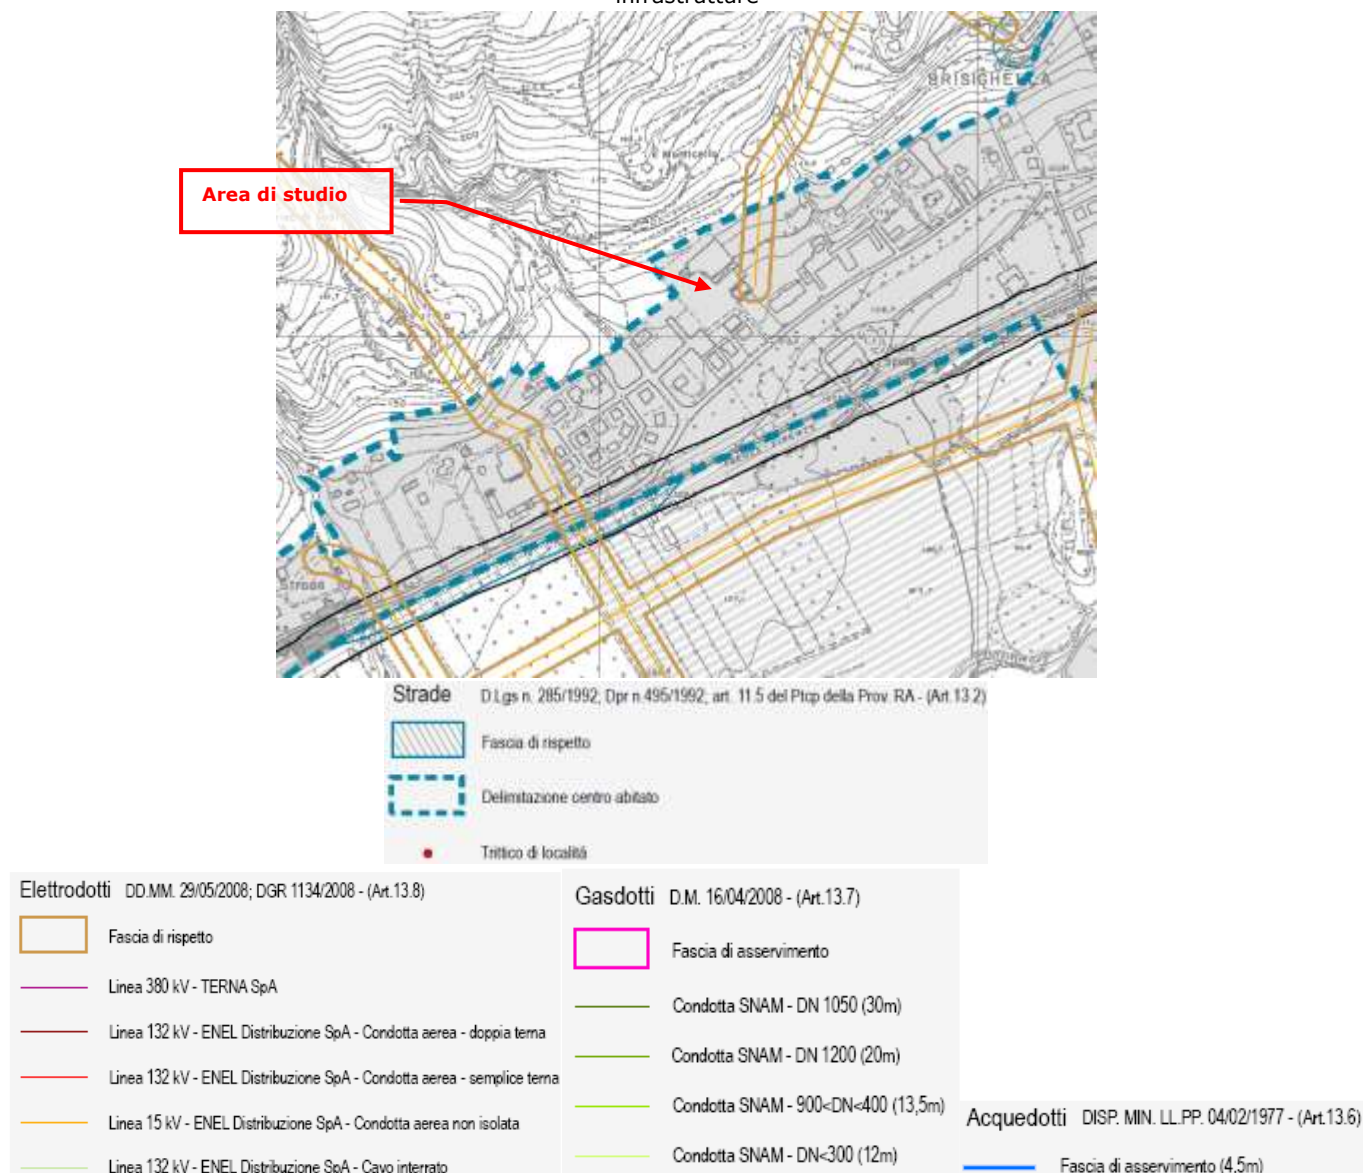 infrastrutture
BRISIGHELLA
Area di studio
Strade
Strade D.Lgs n. 285/1992; Dpr n.495/1992; art. 11.5 del Ptcp della Prov. RA - (Art.13.2)
Fascia di rispetto
Delimitazione centro abitato
Trittico di località
Elettrodotti DD.MM. 29/05/2008; DGR 1134/2008 - (Art.13.8)
Fascia di rispetto
Linea 380 kV - TERNA SpA
Linea 132 kV - ENEL Distribuzione SpA - Condotta aerea - doppia terna
Linea 132 kV - ENEL Distribuzione SpA - Condotta aerea - semplice terna
Linea 15 kV - ENEL Distribuzione SpA - Condotta aerea non isolata
Linea 132 kV - ENEL Distribuzione SpA - Cavo interrato
Gasdotti D.M. 16/04/2008 - (Art.13.7)
Fascia di asservimento
Condotta SNAM - DN 1050 (30m)
Condotta SNAM - DN 1200 (20m)
Condotta SNAM - 900<DN<400 (13,5m)
Condotta SNAM - DN<300 (12m)
Acquedotti DISP. MIN. LL.PP. 04/02/1977 - (Art.13.6)
Fascia di asservimento (4.5m)